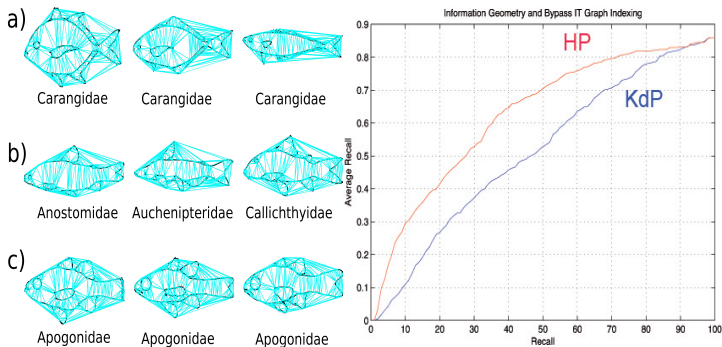 a)
Carangidae Carangidae Carangidae
b)
Anostomidae Auchenipteridae Callichthyidae
c)
Apogonidae Apogonidae Apogonidae
Information Geometry and Bypass IT Graph Indexing
HP
KdP
Average Recall
0.9
0.8
0.7
0.6
0.5
0.4
0.3
0.2
0.1
0
0 10 20 30 40 50 60 70 80 90 100
Recall